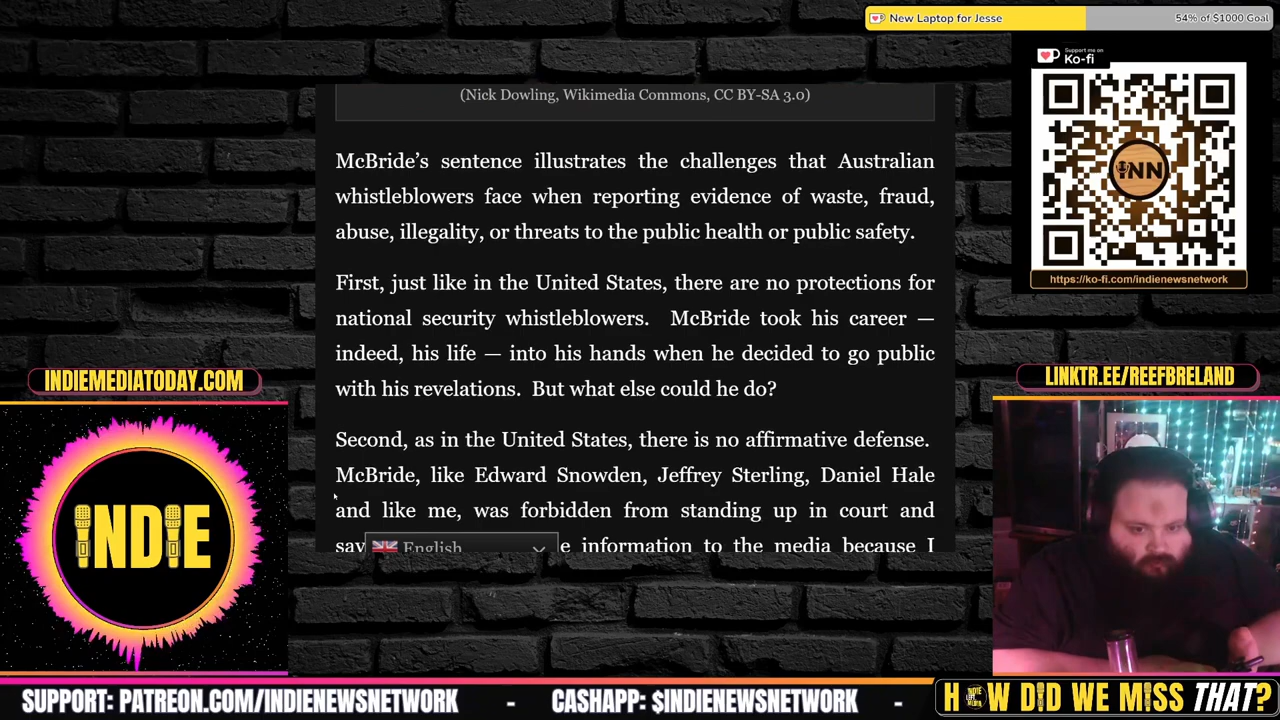 New Laptop for Jesse
54% of $1000 Goal
Support me on
Ko-fi
INN
https://ko-fi.com/indienewsnetwork
(Nick Dowling, Wikimedia Commons, CC BY-SA 3.0)
McBride’s sentence illustrates the challenges that Australian
whistleblowers face when reporting evidence of waste, fraud,
abuse, illegality, or threats to the public health or public safety.
First, just like in the United States, there are no protections for
national security whistleblowers. McBride took his career —
indeed, his life — into his hands when he decided to go public
with his revelations. But what else could he do?
Second, as in the United States, there is no affirmative defense.
McBride, like Edward Snowden, Jeffrey Sterling, Daniel Hale
and like me, was forbidden from standing up in court and
say
English
e information to the media because I
INDIEMEDIATODAY.COM
INDIE
LINKTR.EE/REEFBRELAND
SUPPORT: PATREON.COM/INDIENEWSNETWORK - CASHAPP: $INDIENEWSNETWORK -
HOW DID WE MISS THAT?